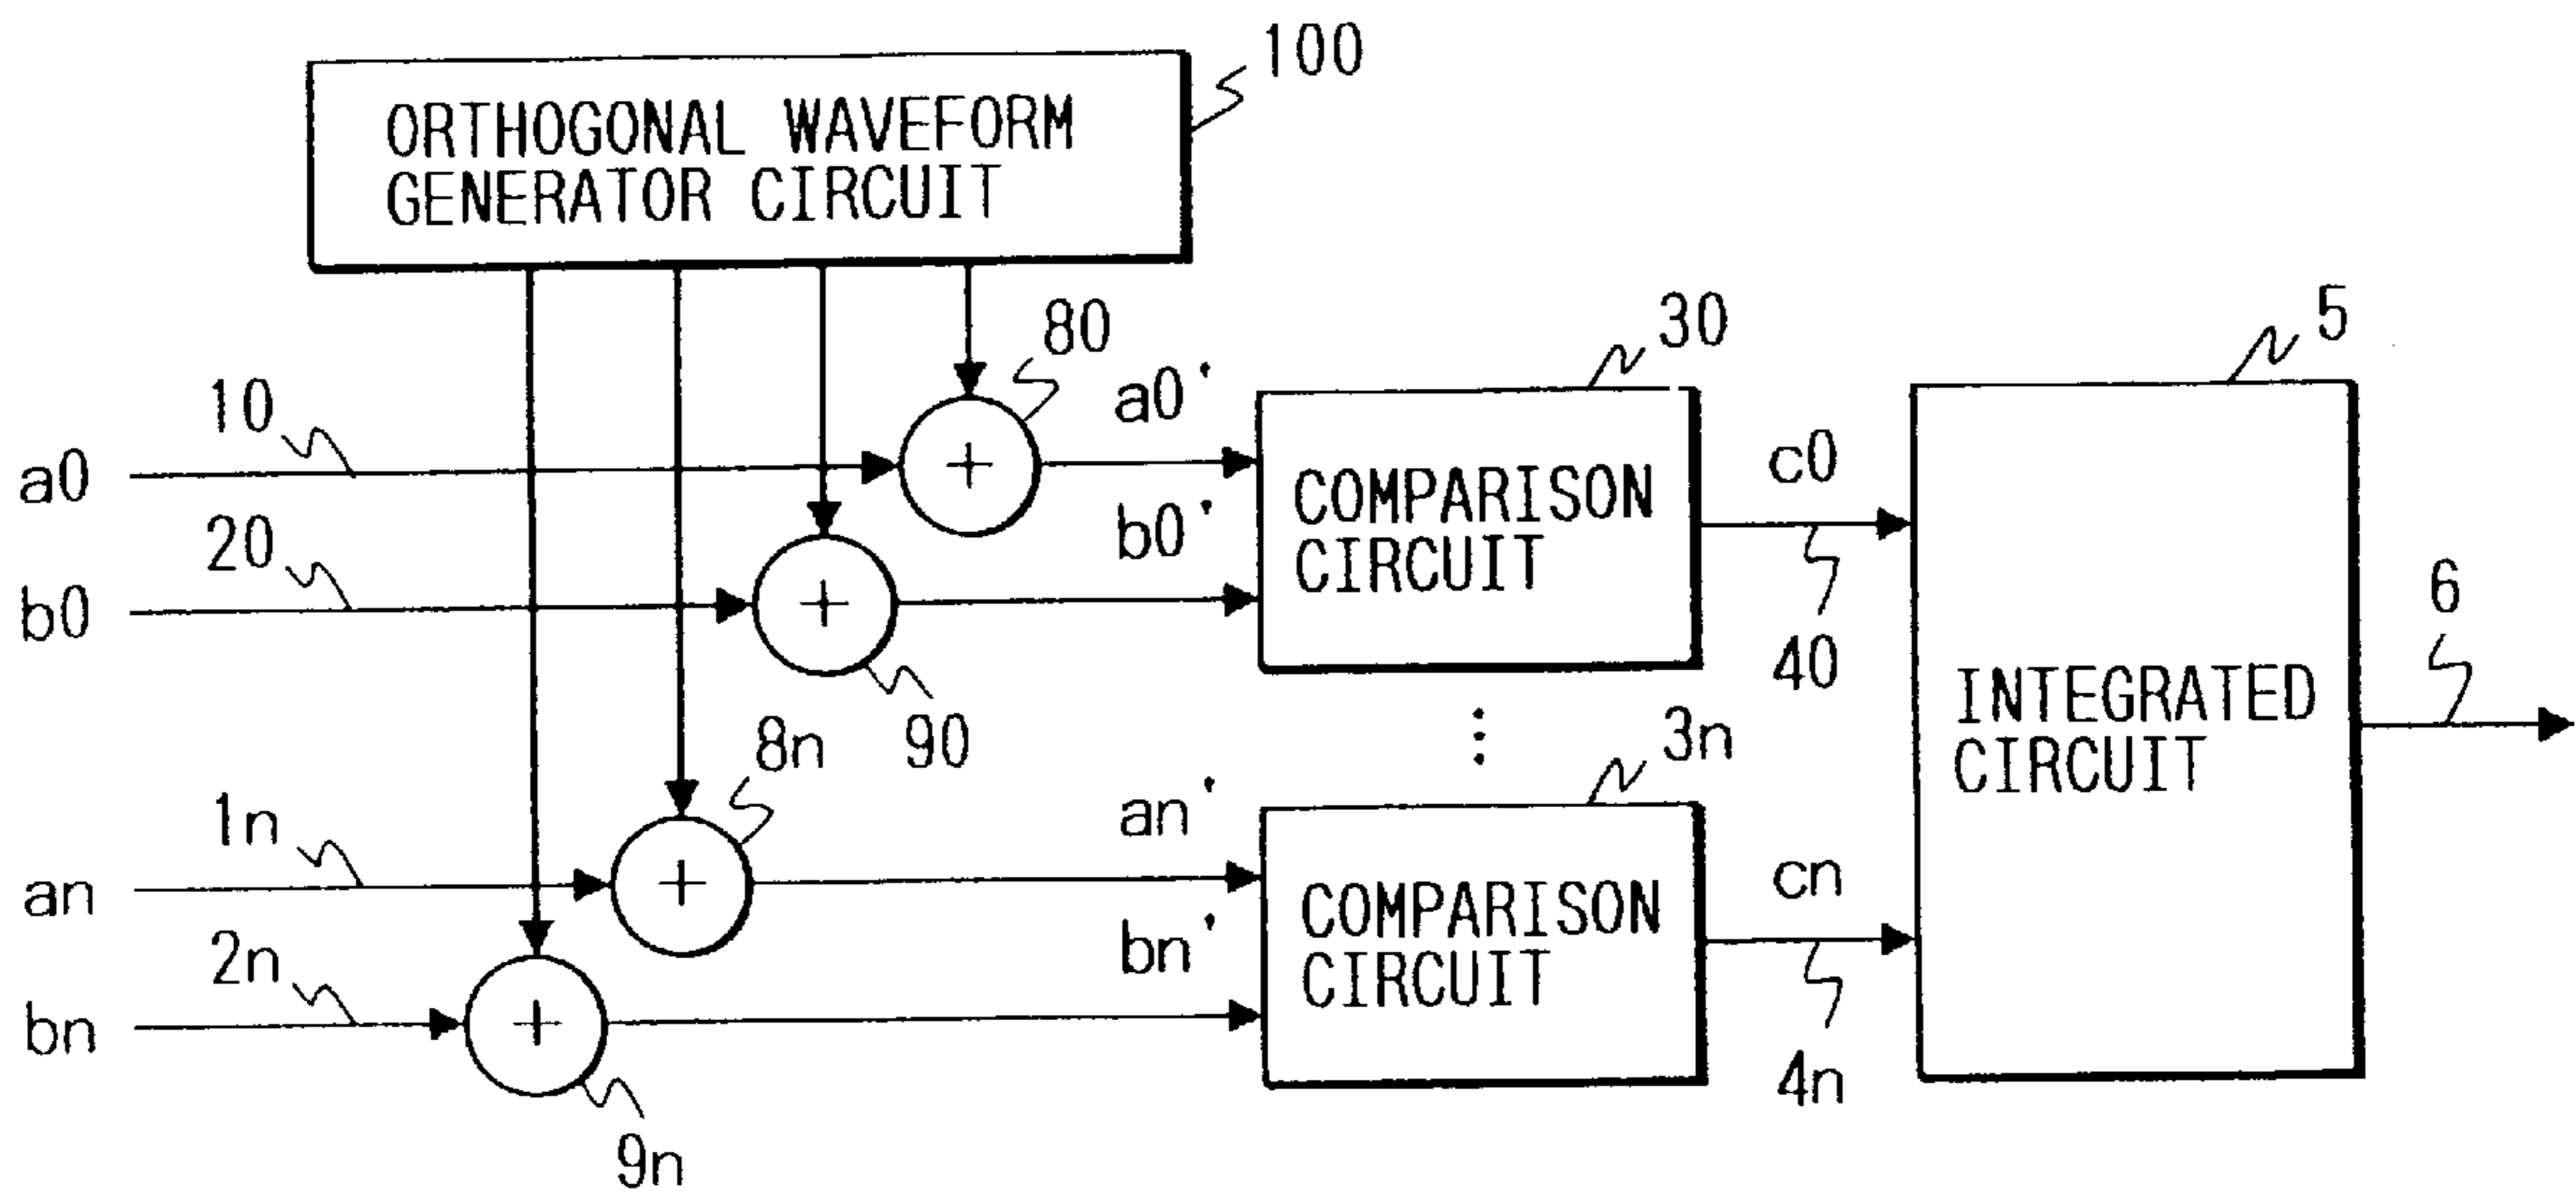 100
ORTHOGONAL WAVEFORM
GENERATOR CIRCUIT
80
30
5
10
a0'
a0
+
c0
COMPARISON
CIRCUIT
20
b0'
b0
+
40
6
90
8n
3n
INTEGRATED
CIRCUIT
1n
an'
an
+
cn
COMPARISON
CIRCUIT
2n
bn'
bn
+
4n
9n